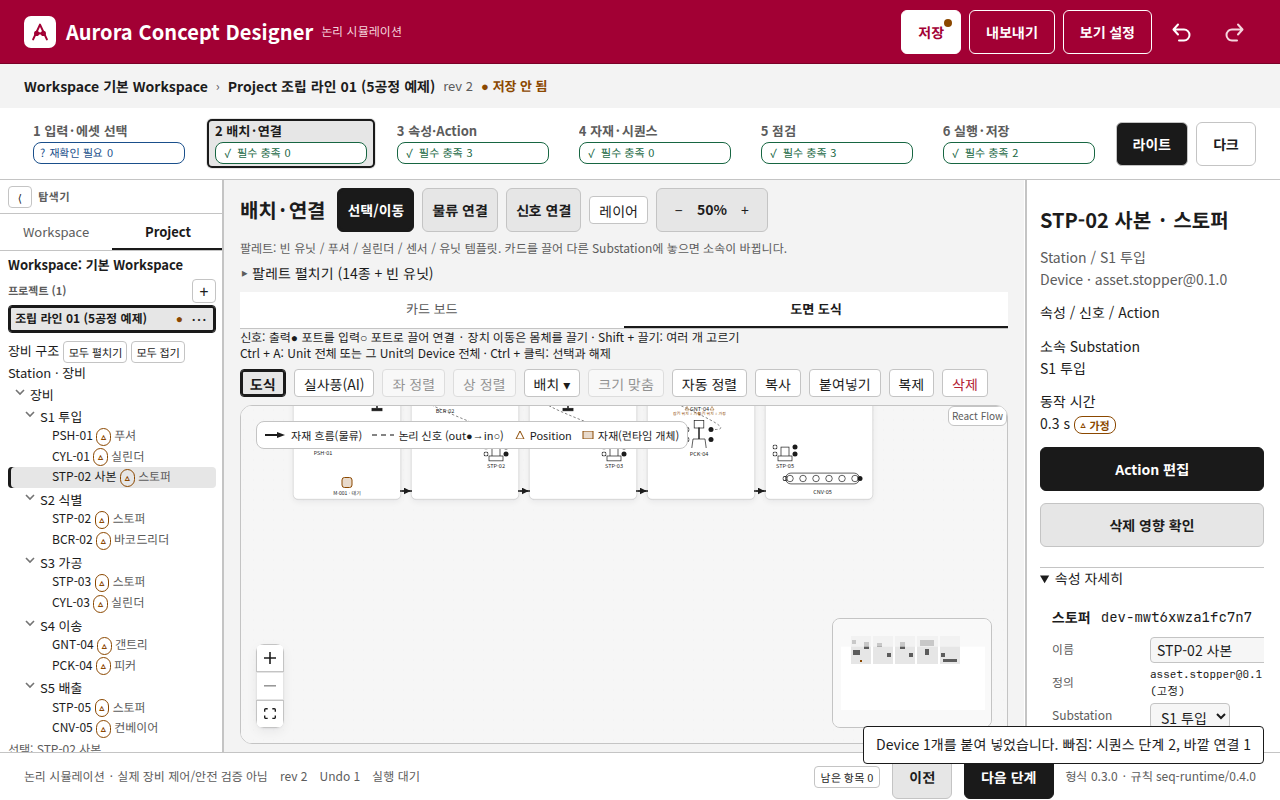 Aurora Concept Designer 논리 시뮬레이션
저장 내보내기 보기 설정
Workspace 기본 Workspace › Project 조립 라인 01 (5공정 예제) rev 2 ● 저장 안 됨
1 입력·에셋 선택
? 재확인 필요 0
2 배치·연결
✓ 필수 충족 0
3 속성·Action
✓ 필수 충족 3
4 자재·시퀀스
✓ 필수 충족 0
5 점검
✓ 필수 충족 3
6 실행·저장
✓ 필수 충족 2
라이트 다크
⟨ 탐색기
Workspace Project
Workspace: 기본 Workspace
프로젝트 (1) +
조립 라인 01 (5공정 예제) ● ···
장비 구조 모두 펼치기 모두 접기
Station · 장비
장비
S1 투입
PSH-01 푸셔
CYL-01 실린더
STP-02 사본 스토퍼
S2 식별
STP-02 스토퍼
BCR-02 바코드리더
S3 가공
STP-03 스토퍼
CYL-03 실린더
S4 이송
GNT-04 갠트리
PCK-04 피커
S5 배출
STP-05 스토퍼
CNV-05 컨베이어
선택: STP-02 사본
배치·연결 선택/이동 물류 연결 신호 연결 레이어 − 50% +
팔레트: 빈 유닛 / 푸셔 / 실린더 / 센서 / 유닛 템플릿. 카드를 끌어 다른 Substation에 놓으면 소속이 바뀝니다.
▸ 팔레트 펼치기 (14종 + 빈 유닛)
카드 보드 도면 도식
신호: 출력● 포트를 입력○ 포트로 끌어 연결 · 장치 이동은 몸체를 끌기 · Shift + 끌기: 여러 개 고르기
Ctrl + A: Unit 전체 또는 그 Unit의 Device 전체 · Ctrl + 클릭: 선택과 해제
도식 실사풍(AI) 좌 정렬 상 정렬 배치 ▾ 크기 맞춤 자동 정렬 복사 붙여넣기 복제 삭제
BCR-02
GNT-04
React Flow
자재 흐름(물류) 논리 신호 (out●→in○) Position 자재(런타임 개체)
PSH-01
STP-02
STP-03
PCK-04
STP-05
M-001 · 대기
CNV-05
STP-02 사본 · 스토퍼
Station / S1 투입
Device · asset.stopper@0.1.0
속성 / 신호 / Action
소속 Substation
S1 투입
동작 시간
0.3 s 가정
Action 편집
삭제 영향 확인
▼ 속성 자세히
스토퍼 dev-mwt6xwza1fc7n7
이름 STP-02 사본
정의 asset.stopper@0.1
(고정)
Substation S1 투입
Device 1개를 붙여 넣었습니다. 빠짐: 시퀀스 단계 2, 바깥 연결 1
논리 시뮬레이션 · 실제 장비 제어/안전 검증 아님 rev 2 Undo 1 실행 대기
남은 항목 0 이전 다음 단계 형식 0.3.0 · 규칙 seq-runtime/0.4.0